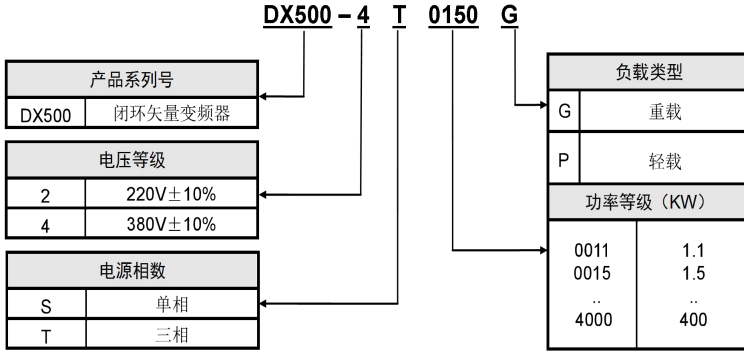 DX500 – 4 T 0150 G
产品系列号
DX500 闭环矢量变频器
电压等级
2 220V±10%
4 380V±10%
电源相数
S 单相
T 三相
负载类型
G 重载
P 轻载
功率等级（KW）
0011 1.1
0015 1.5
.. ..
4000 400